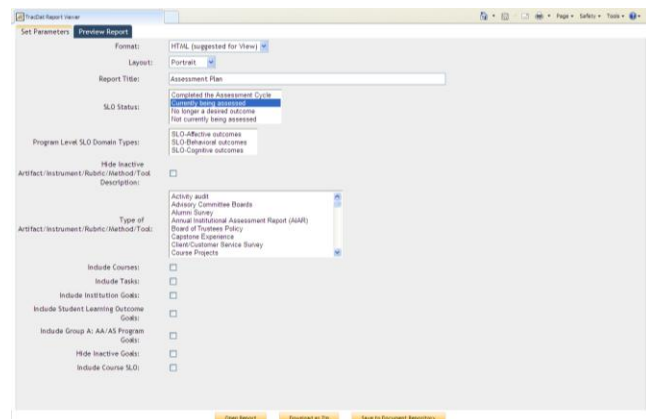 TracDat Report Viewer
Page Safety Tools
Set Parameters Preview Report
Format: HTML (suggested for View)
Layout: Portrait
Report Title: Assessment Plan
SLO Status:
Completed the Assessment Cycle
Currently being assessed
No longer a desired outcome
Not currently being assessed
Program Level SLO Domain Types:
SLO-Affective outcomes
SLO-Behavioral outcomes
SLO-Cognitive outcomes
Hide Inactive
Artifact/Instrument/Rubric/Method/Tool
Description:
Type of
Artifact/Instrument/Rubric/Method/Tool:
Activity audit
Advisory Committee Boards
Alumni Survey
Annual Institutional Assessment Report (AIAR)
Board of Trustees Policy
Capstone Experience
Client/Customer Service Survey
Course Projects
Include Courses:
Include Tasks:
Include Institution Goals:
Include Student Learning Outcome
Goals:
Include Group A: AA/AS Program
Goals:
Hide Inactive Goals:
Include Course SLO:
Open Report Download as Zip Save to Document Repository